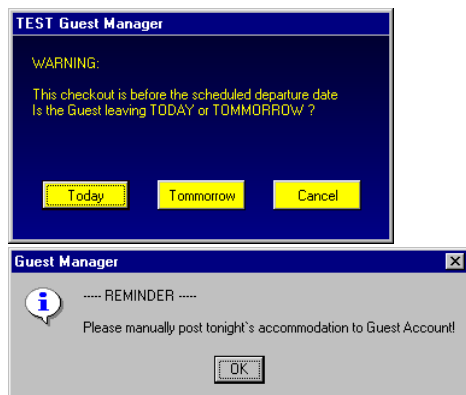 TEST Guest Manager
WARNING:
This checkout is before the scheduled departure date
Is the Guest leaving TODAY or TOMMORROW ?
Today Tommorrow Cancel
Guest Manager
----- REMINDER -----
Please manually post tonight`s accommodation to Guest Account!
OK